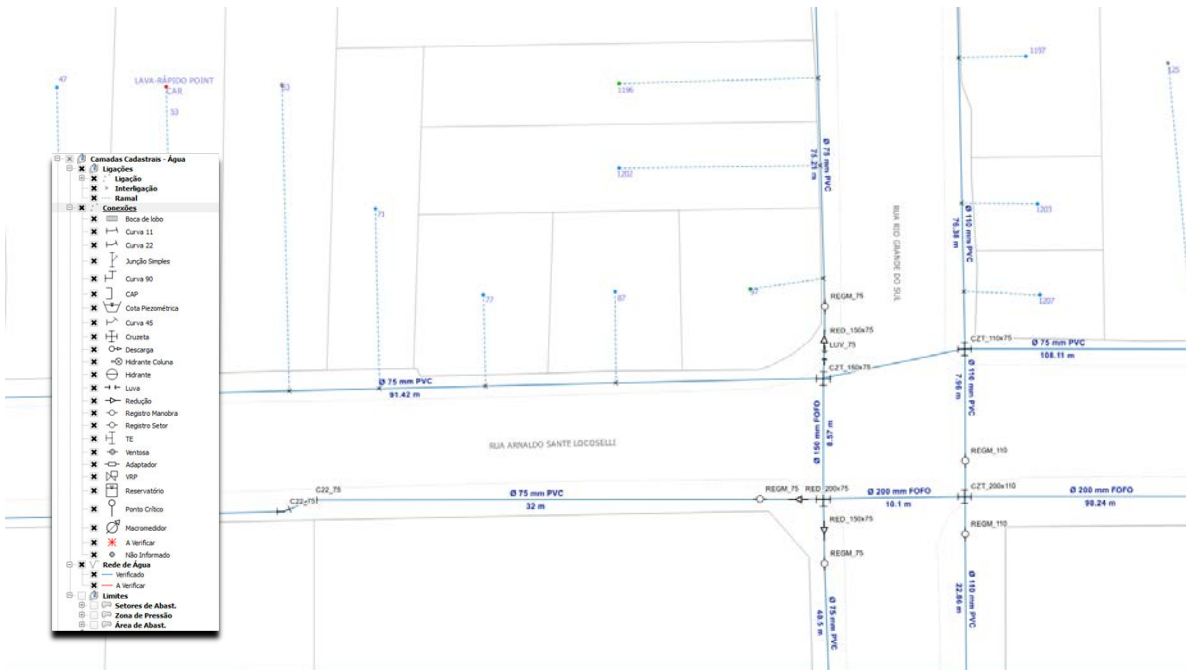 47
LAVA-RÁPIDO POINT
CAR
53
63
1196
1197
125
1202
1203
1207
71
77
87
97
Ø 75 mm PVC
75.21 m
RUA RIO GRANDE DO SUL
Ø 110 mm PVC
76.38 m
REGM_75
RED_150x75
LUV_75
CZT_150x75
CZT_110x75
Ø 75 mm PVC
108.11 m
Ø 75 mm PVC
91.42 m
Ø 150 mm FOFO
8.57 m
Ø 110 mm PVC
7.96 m
RUA ARNALDO SANTE LOCOSELLI
REGM_110
C22_75
C22_75
Ø 75 mm PVC
32 m
REGM_75
RED_200x75
Ø 200 mm FOFO
10.1 m
CZT_200x110
Ø 200 mm FOFO
98.24 m
RED_150x75
REGM_110
REGM_75
Ø 75 mm PVC
48.5 m
Ø 110 mm PVC
22.86 m
Camadas Cadastrais - Água
Ligações
Ligação
Interligação
Ramal
Conexões
Boca de lobo
Curva 11
Curva 22
Junção Simples
Curva 90
CAP
Cota Piezométrica
Curva 45
Cruzeta
Descarga
Hidrante Coluna
Hidrante
Luva
Redução
Registro Manobra
Registro Setor
TE
Ventosa
Adaptador
VRP
Reservatório
Ponto Crítico
Macromedidor
A Verificar
Não Informado
Rede de Água
Verificado
A Verificar
Limites
Setores de Abast.
Zona de Pressão
Área de Abast.